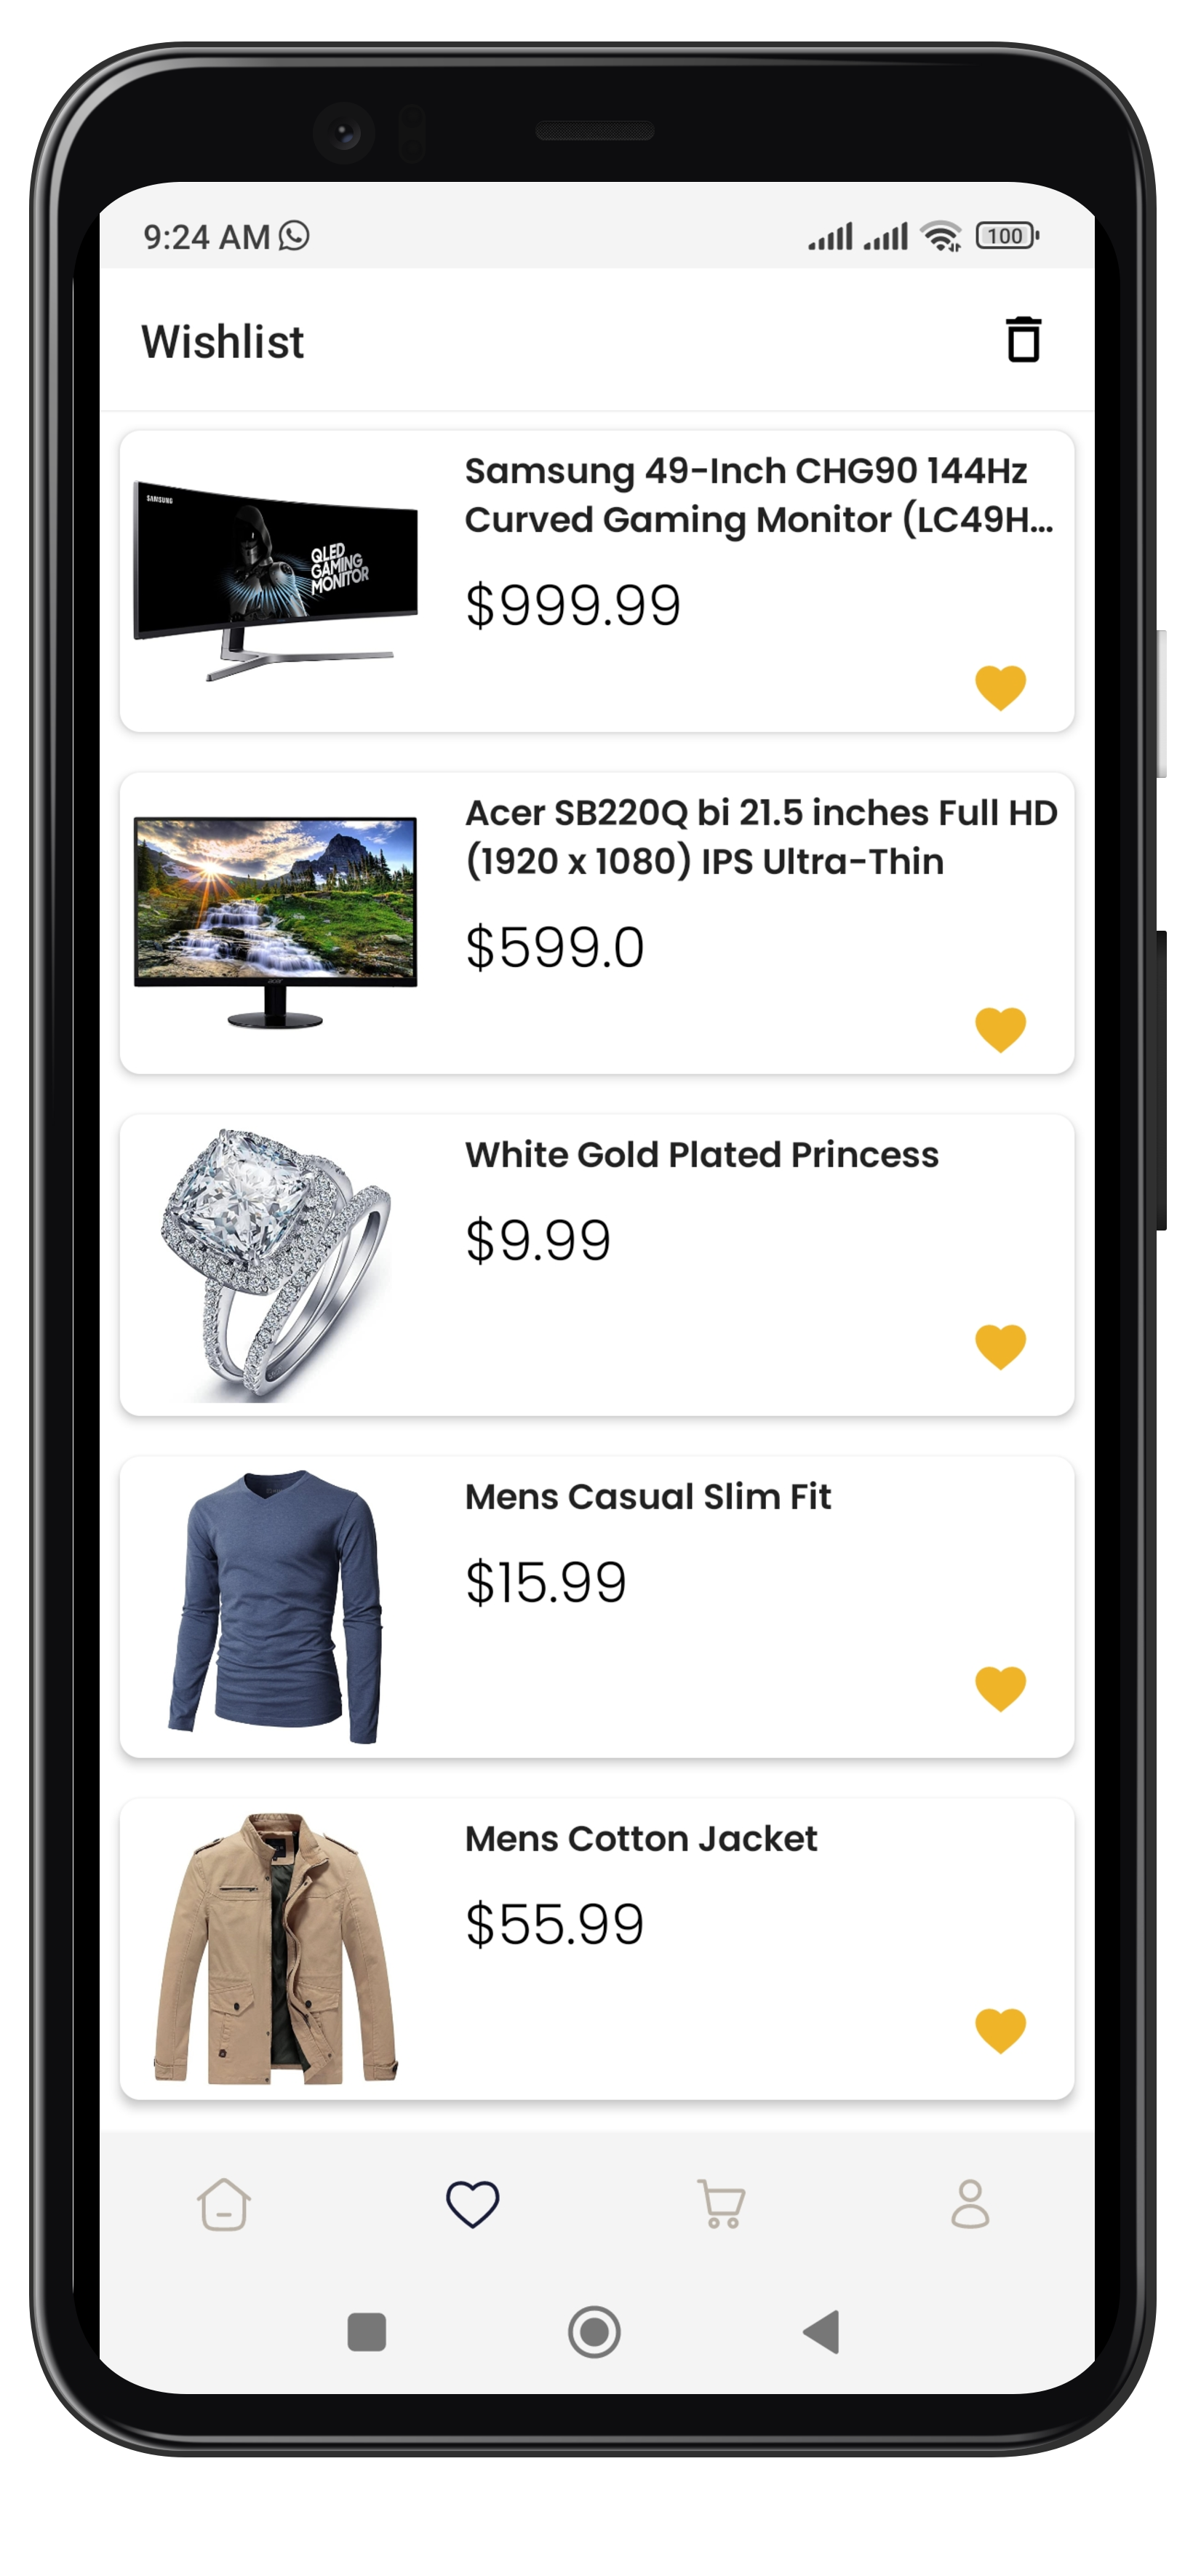 9:24 AM
100
Wishlist
SAMSUNG
QLED
GAMING
MONITOR
Samsung 49-Inch CHG90 144Hz
Curved Gaming Monitor (LC49H...
$999.99
acer
Acer SB220Q bi 21.5 inches Full HD
(1920 x 1080) IPS Ultra-Thin
$599.0
White Gold Plated Princess
$9.99
Mens Casual Slim Fit
$15.99
Mens Cotton Jacket
$55.99